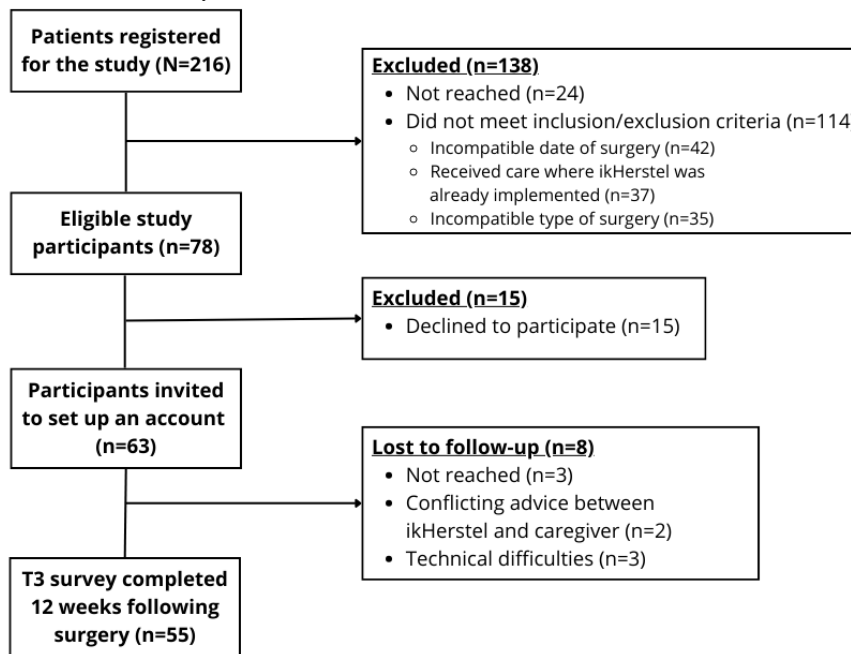 Patients registered
for the study (N=216)
Excluded (n=138)
• Not reached (n=24)
• Did not meet inclusion/exclusion criteria (n=114)
◦ Incompatible date of surgery (n=42)
◦ Received care where ikHerstel was
already implemented (n=37)
◦ Incompatible type of surgery (n=35)
Eligible study
participants (n=78)
Excluded (n=15)
• Declined to participate (n=15)
Participants invited
to set up an account
(n=63)
Lost to follow-up (n=8)
• Not reached (n=3)
• Conflicting advice between
ikHerstel and caregiver (n=2)
• Technical difficulties (n=3)
T3 survey completed
12 weeks following
surgery (n=55)